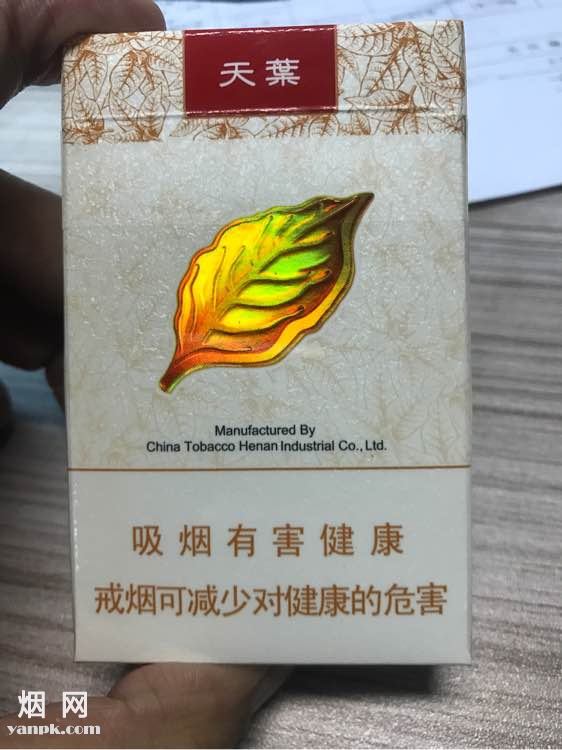 天葉
Manufactured By
China Tobacco Henan Industrial Co., Ltd.
吸烟有害健康
戒烟可减少对健康的危害
烟网
yanpk.com